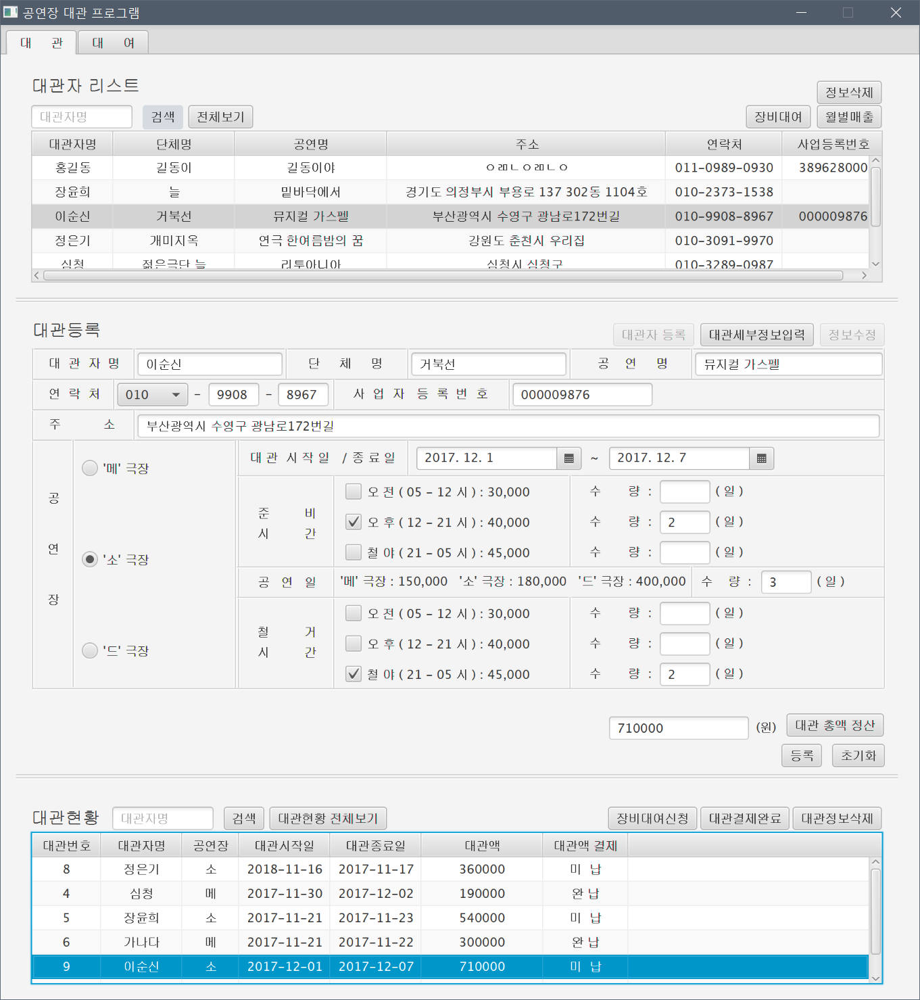 공연장 대관 프로그램
대 관 대 여
대관자 리스트
정보삭제
대관자명 검색 전체보기 장비대여 월별매출
대관자명 단체명 공연명 주소 연락처 사업등록번호
홍길동 길동이 길동이야 011-0989-0930 389628000
장윤희 늘 밑바닥에서 경기도 의정부시 부용로 137 302동 1104호 010-2373-1538
이순신 거북선 뮤지컬 가스펠 부산광역시 수영구 광남로172번길 010-9908-8967 000009876
정은기 개미지옥 연극 한여름밤의 꿈 강원도 춘천시 우리집 010-3091-9970
심청 젊은극단 늘 리투아니아 심청시 심청구 010-3289-0987
대관등록 대관자 등록 대관세부정보입력 정보수정
대 관 자 명 이순신 단 체 명 거북선 공 연 명 뮤지컬 가스펠
연 락 처 010 - 9908 - 8967 사 업 자 등 록 번 호 000009876
주 소 부산광역시 수영구 광남로172번길
공 연 장
'메' 극장
'소' 극장
'드' 극장
대 관 시 작 일 / 종 료 일 2017. 12. 1 ~ 2017. 12. 7
준 비 시 간
오 전 ( 05 - 12 시 ) : 30,000 수 량 : ( 일 )
오 후 ( 12 - 21 시 ) : 40,000 수 량 : 2 ( 일 )
철 야 ( 21 - 05 시 ) : 45,000 수 량 : ( 일 )
공 연 일 '메' 극장 : 150,000 '소' 극장 : 180,000 '드' 극장 : 400,000 수 량 : 3 ( 일 )
철 거 시 간
오 전 ( 05 - 12 시 ) : 30,000 수 량 : ( 일 )
오 후 ( 12 - 21 시 ) : 40,000 수 량 : ( 일 )
철 야 ( 21 - 05 시 ) : 45,000 수 량 : 2 ( 일 )
710000 (원) 대관 총액 정산
등록 초기화
대관현황 대관자명 검색 대관현황 전체보기 장비대여신청 대관결제완료 대관정보삭제
대관번호 대관자명 공연장 대관시작일 대관종료일 대관액 대관액 결제
8 정은기 소 2018-11-16 2017-11-17 360000 미 납
4 심청 메 2017-11-30 2017-12-02 190000 완 납
5 장윤희 소 2017-11-21 2017-11-23 540000 미 납
6 가나다 메 2017-11-21 2017-11-22 300000 완 납
9 이순신 소 2017-12-01 2017-12-07 710000 미 납